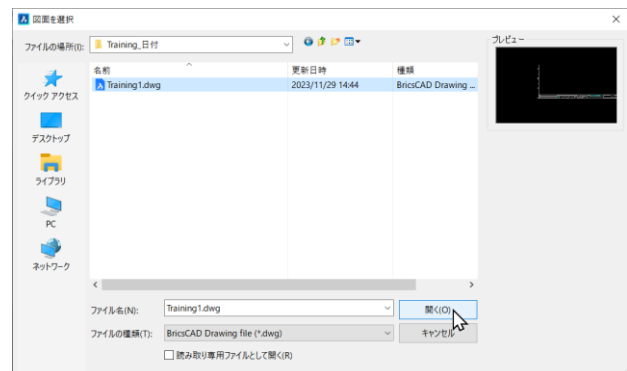 図面を選択
ファイルの場所(I):
Training_日付
プレビュー
名前
更新日時
種類
Training1.dwg
2023/11/29 14:44
BricsCAD Drawing ...
クイック アクセス
デスクトップ
ライブラリ
PC
ネットワーク
ファイル名(N):
Training1.dwg
開く(O)
ファイルの種類(T):
BricsCAD Drawing file (*.dwg)
キャンセル
読み取り専用ファイルとして開く(R)